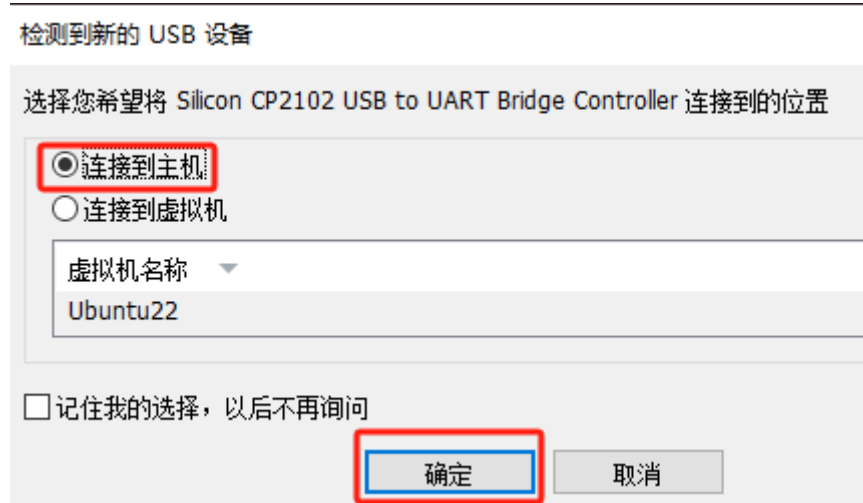 检测到新的 USB 设备
选择您希望将 Silicon CP2102 USB to UART Bridge Controller 连接到的位置
连接到主机
连接到虚拟机
虚拟机名称
Ubuntu22
记住我的选择，以后不再询问
确定 取消